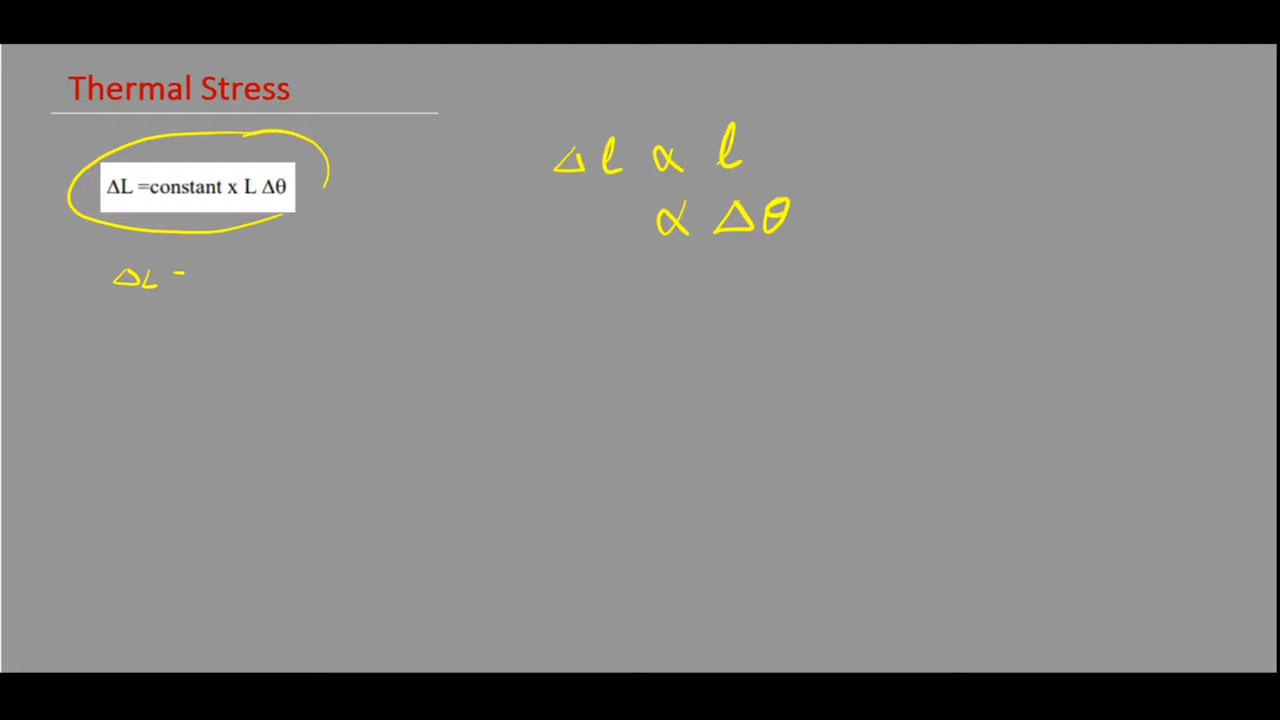 Thermal Stress
ΔL =constant x L Δθ
Δl ∝ l
∝ Δθ
ΔL -